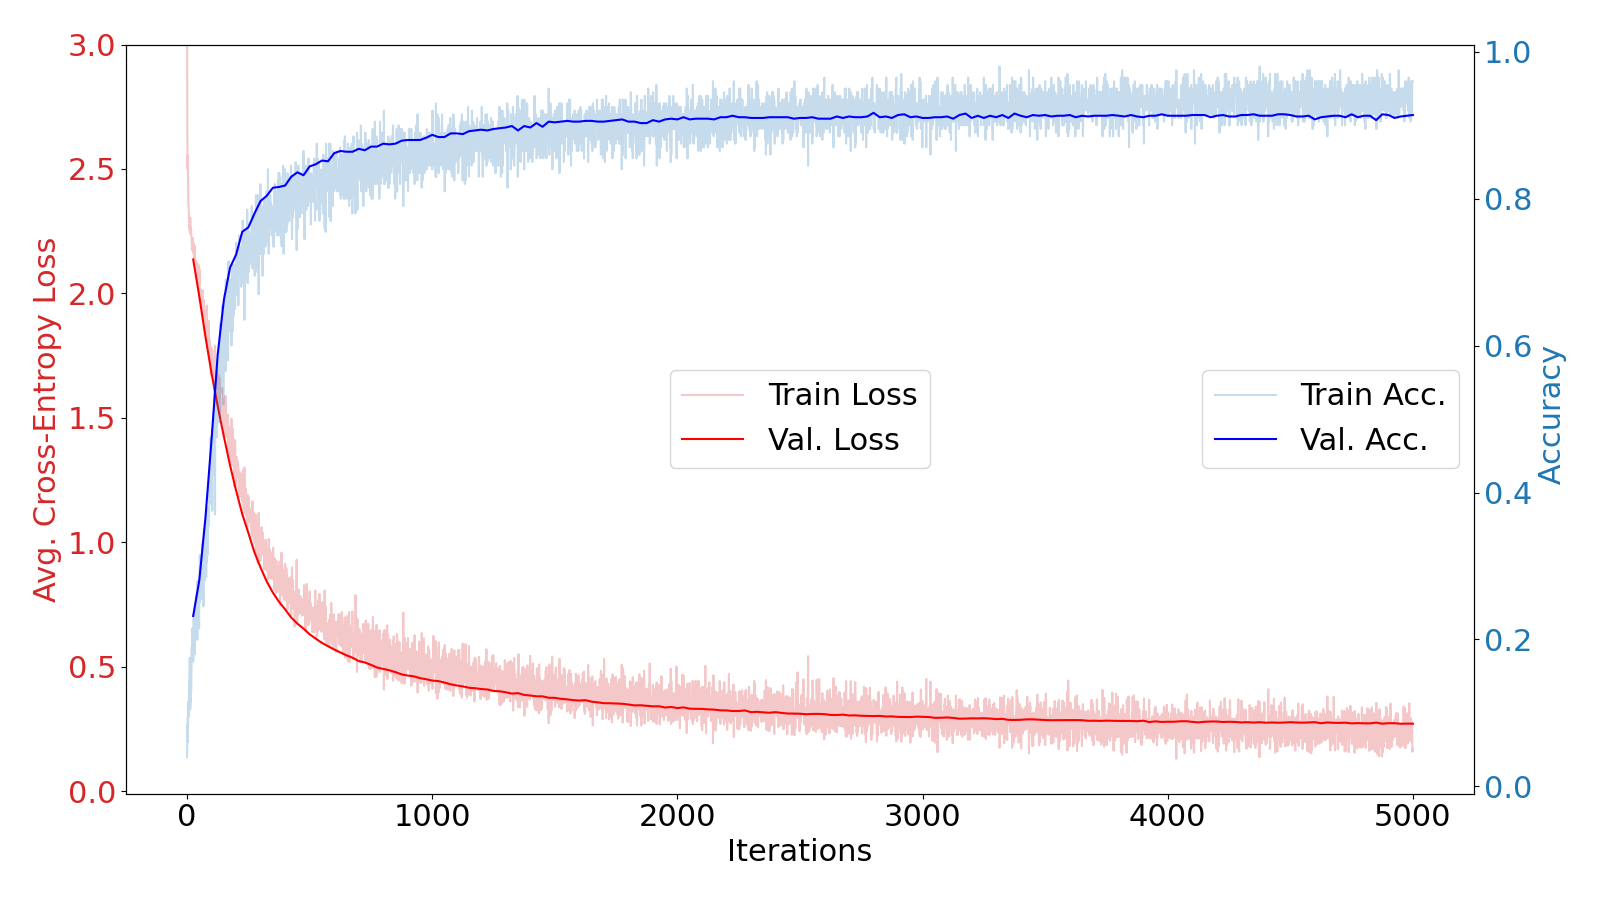 3.0
2.5
2.0
1.5
1.0
0.5
0.0
Avg. Cross-Entropy Loss
Train Loss
Val. Loss
Train Acc.
Val. Acc.
1.0
0.8
0.6
0.4
0.2
0.0
Accuracy
0 1000 2000 3000 4000 5000
Iterations